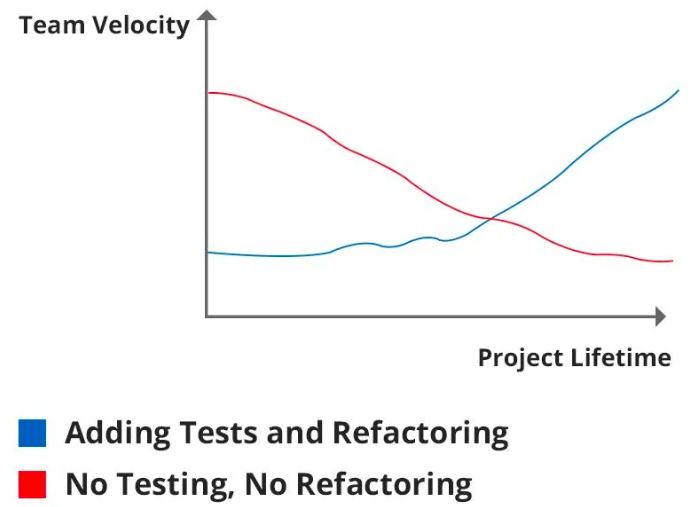 Team Velocity
Project Lifetime
Adding Tests and Refactoring
No Testing, No Refactoring